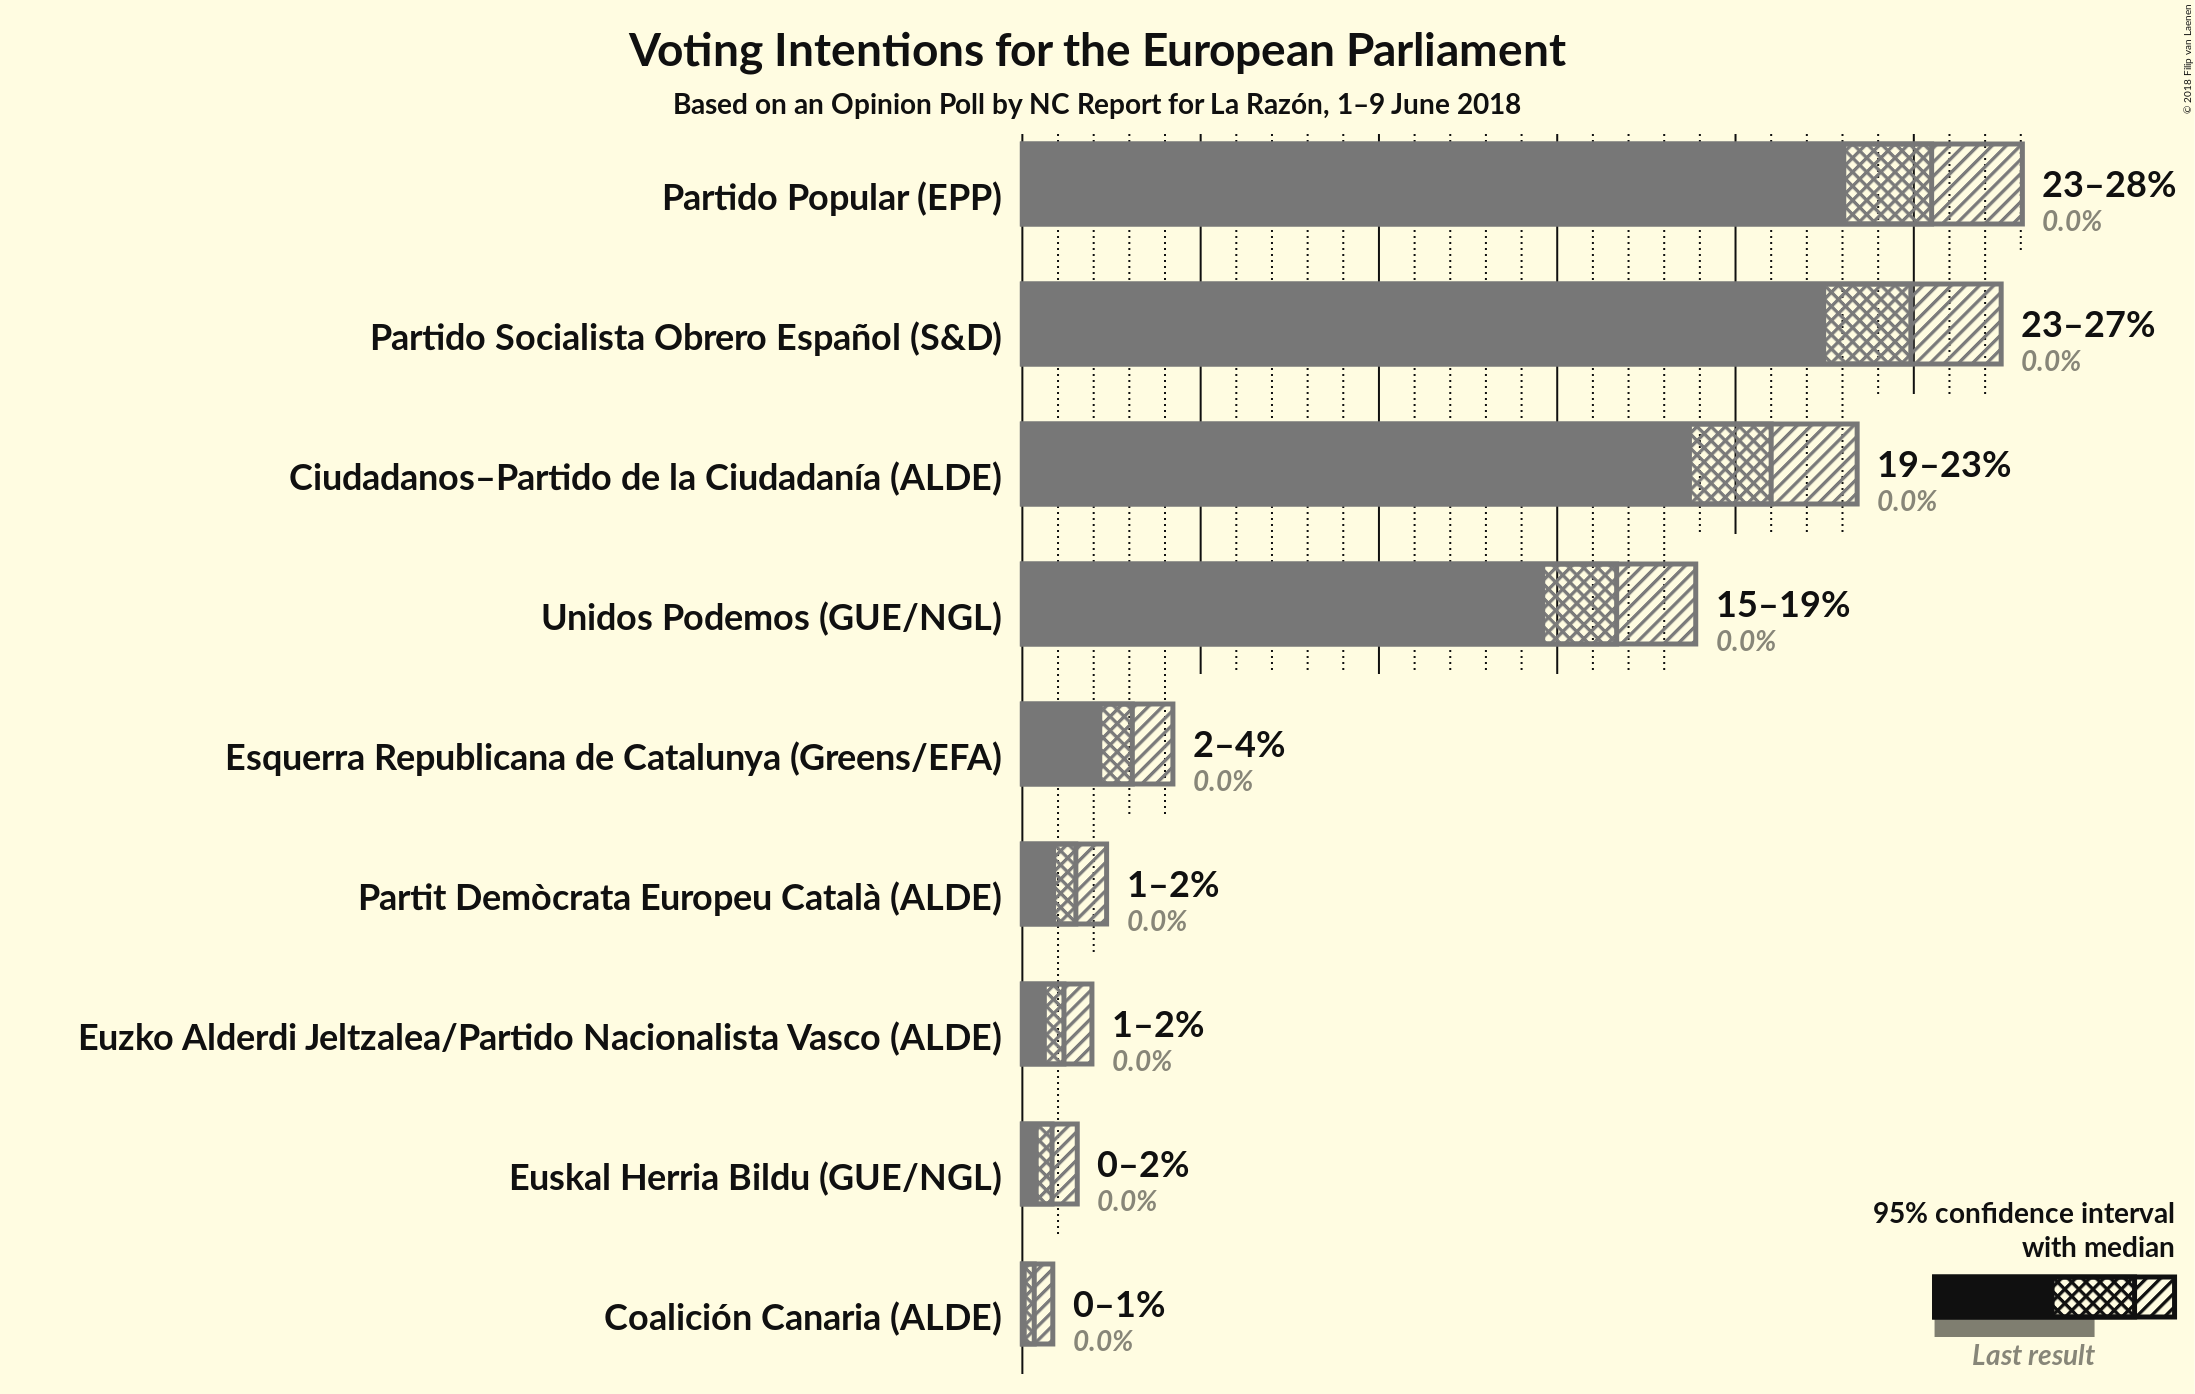 Voting Intentions for the European Parliament
Based on an Opinion Poll by NC Report for La Razón, 1–9 June 2018
© 2018 Filip van Laenen
Partido Popular (EPP)
23–28%
0.0%
Partido Socialista Obrero Español (S&D)
23–27%
0.0%
Ciudadanos–Partido de la Ciudadanía (ALDE)
19–23%
0.0%
Unidos Podemos (GUE/NGL)
15–19%
0.0%
Esquerra Republicana de Catalunya (Greens/EFA)
2–4%
0.0%
Partit Demòcrata Europeu Català (ALDE)
1–2%
0.0%
Euzko Alderdi Jeltzalea/Partido Nacionalista Vasco (ALDE)
1–2%
0.0%
Euskal Herria Bildu (GUE/NGL)
0–2%
0.0%
Coalición Canaria (ALDE)
0–1%
0.0%
95% confidence interval
with median
Last result